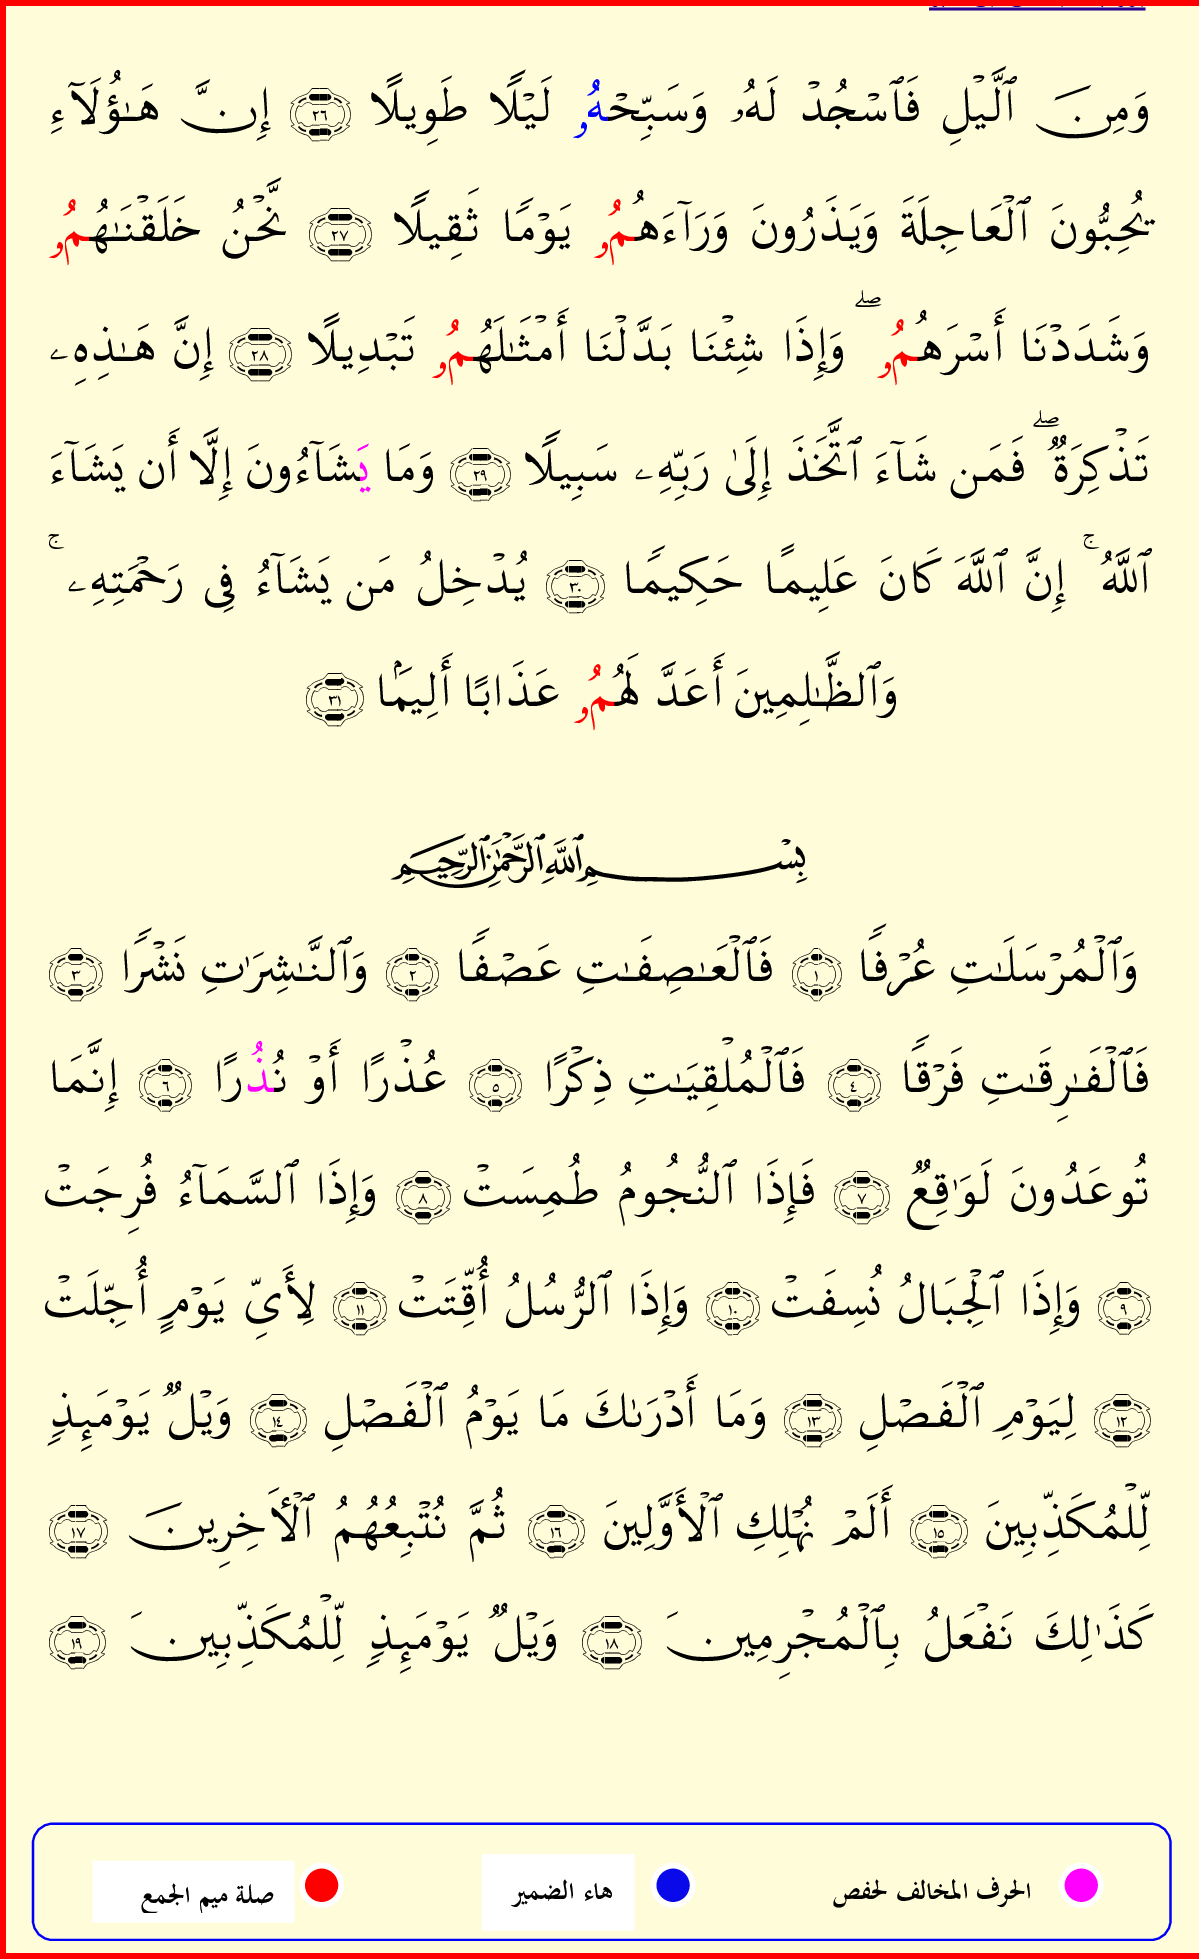 وَمِنَ ٱلَّيْلِ فَٱسْجُدْ لَهُۥ وَسَبِّحْهُۥ لَيْلًا طَوِيلًا ٢٦ إِنَّ هَـٰٓؤُلَآءِ
يُحِبُّونَ ٱلْعَاجِلَةَ وَيَذَرُونَ وَرَآءَهُمُۥ يَوْمًا ثَقِيلًا ٢٧ نَّحْنُ خَلَقْنَـٰهُمُۥ
وَشَدَدْنَا أَسْرَهُمُۥ ۖ وَإِذَا شِئْنَا بَدَّلْنَا أَمْثَـٰلَهُمُۥ تَبْدِيلًا ٢٨ إِنَّ هَـٰذِهِۦ
تَذْكِرَةٌ ۖ فَمَن شَآءَ ٱتَّخَذَ إِلَىٰ رَبِّهِۦ سَبِيلًا ٢٩ وَمَا يَشَآءُونَ إِلَّا أَن يَشَآءَ
ٱللَّهُ ۚ إِنَّ ٱللَّهَ كَانَ عَلِيمًا حَكِيمًا ٣٠ يُدْخِلُ مَن يَشَآءُ فِى رَحْمَتِهِۦ ۚ
وَٱلظَّـٰلِمِينَ أَعَدَّ لَهُمُۥ عَذَابًا أَلِيمًۢا ٣١
بِسْمِ ٱللَّهِ ٱلرَّحْمَـٰنِ ٱلرَّحِيمِ
وَٱلْمُرْسَلَـٰتِ عُرْفًا ١ فَٱلْعَـٰصِفَـٰتِ عَصْفًا ٢ وَٱلنَّـٰشِرَٰتِ نَشْرًا ٣
فَٱلْفَـٰرِقَـٰتِ فَرْقًا ٤ فَٱلْمُلْقِيَـٰتِ ذِكْرًا ٥ عُذْرًا أَوْ نُذُرًا ٦ إِنَّمَا
تُوعَدُونَ لَوَٰقِعٌ ٧ فَإِذَا ٱلنُّجُومُ طُمِسَتْ ٨ وَإِذَا ٱلسَّمَآءُ فُرِجَتْ
٩ وَإِذَا ٱلْجِبَالُ نُسِفَتْ ١٠ وَإِذَا ٱلرُّسُلُ أُقِّتَتْ ١١ لِأَىِّ يَوْمٍ أُجِّلَتْ
١٢ لِيَوْمِ ٱلْفَصْلِ ١٣ وَمَا أَدْرَىٰكَ مَا يَوْمُ ٱلْفَصْلِ ١٤ وَيْلٌ يَوْمَئِذٍ
لِّلْمُكَذِّبِينَ ١٥ أَلَمْ نُهْلِكِ ٱلْأَوَّلِينَ ١٦ ثُمَّ نُتْبِعُهُمُ ٱلْأَخِرِينَ ١٧
كَذَٰلِكَ نَفْعَلُ بِٱلْمُجْرِمِينَ ١٨ وَيْلٌ يَوْمَئِذٍ لِّلْمُكَذِّبِينَ ١٩
الحرف المخالف لحفص هاء الضمير صلة ميم الجمع